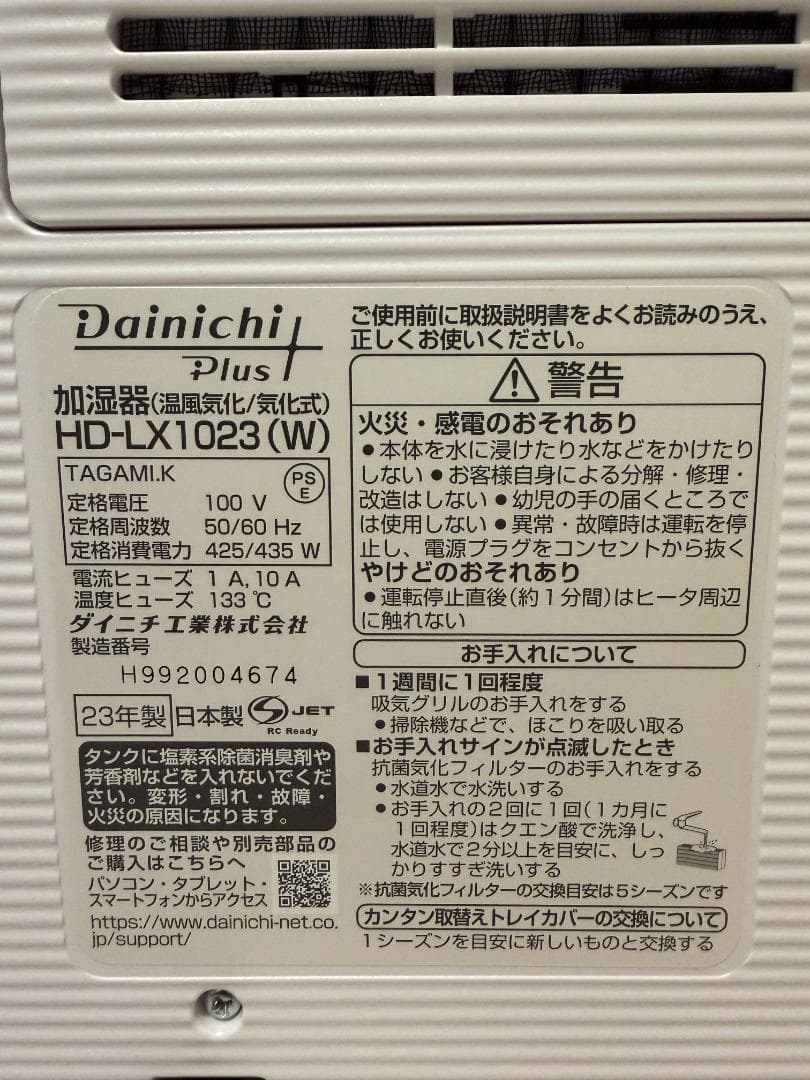 Dainichi
Plus
加湿器(温風気化/気化式)
HD-LX1023(W)
TAGAMI.K
PS
E
定格電圧 100 V
定格周波数 50/60 Hz
定格消費電力 425/435 W
電流ヒューズ 1 A,10 A
温度ヒューズ 133 ℃
ダイニチ工業株式会社
製造番号
H992004674
23年製 日本製 S JET
RC Ready
タンクに塩素系除菌消臭剤や
芳香剤などを入れないでくだ
さい。変形・割れ・故障・
火災の原因になります。
修理のご相談や別売部品の
ご購入はこちらへ
パソコン・タブレット・
スマートフォンからアクセス
https://www.dainichi-net.co.
jp/support/
ご使用前に取扱説明書をよくお読みのうえ、
正しくお使いください。
警告
火災・感電のおそれあり
●本体を水に浸けたり水などをかけたり
しない ●お客様自身による分解・修理・
改造はしない ●幼児の手の届くところで
は使用しない ●異常・故障時は運転を停
止し、電源プラグをコンセントから抜く
やけどのおそれあり
●運転停止直後(約1分間)はヒータ周辺
に触れない
お手入れについて
■1週間に1回程度
吸気グリルのお手入れをする
●掃除機などで、ほこりを吸い取る
■お手入れサインが点滅したとき
抗菌気化フィルターのお手入れをする
●水道水で水洗いする
●お手入れの2回に1回(1カ月に
1回程度)はクエン酸で洗浄し、
水道水で2分以上を目安に、しっ
かりすすぎ洗いする
※抗菌気化フィルターの交換目安は5シーズンです
カンタン取替えトレイカバーの交換について
1シーズンを目安に新しいものと交換する